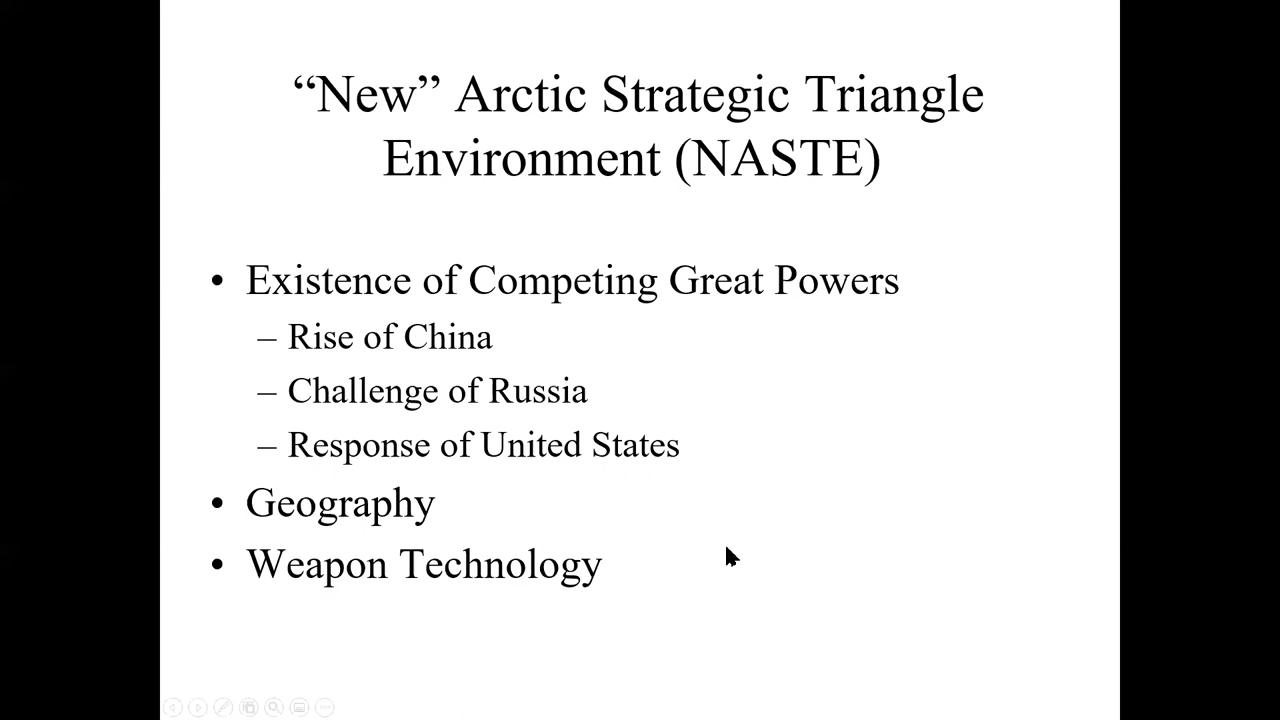 “New” Arctic Strategic Triangle
Environment (NASTE)
• Existence of Competing Great Powers
– Rise of China
– Challenge of Russia
– Response of United States
• Geography
• Weapon Technology